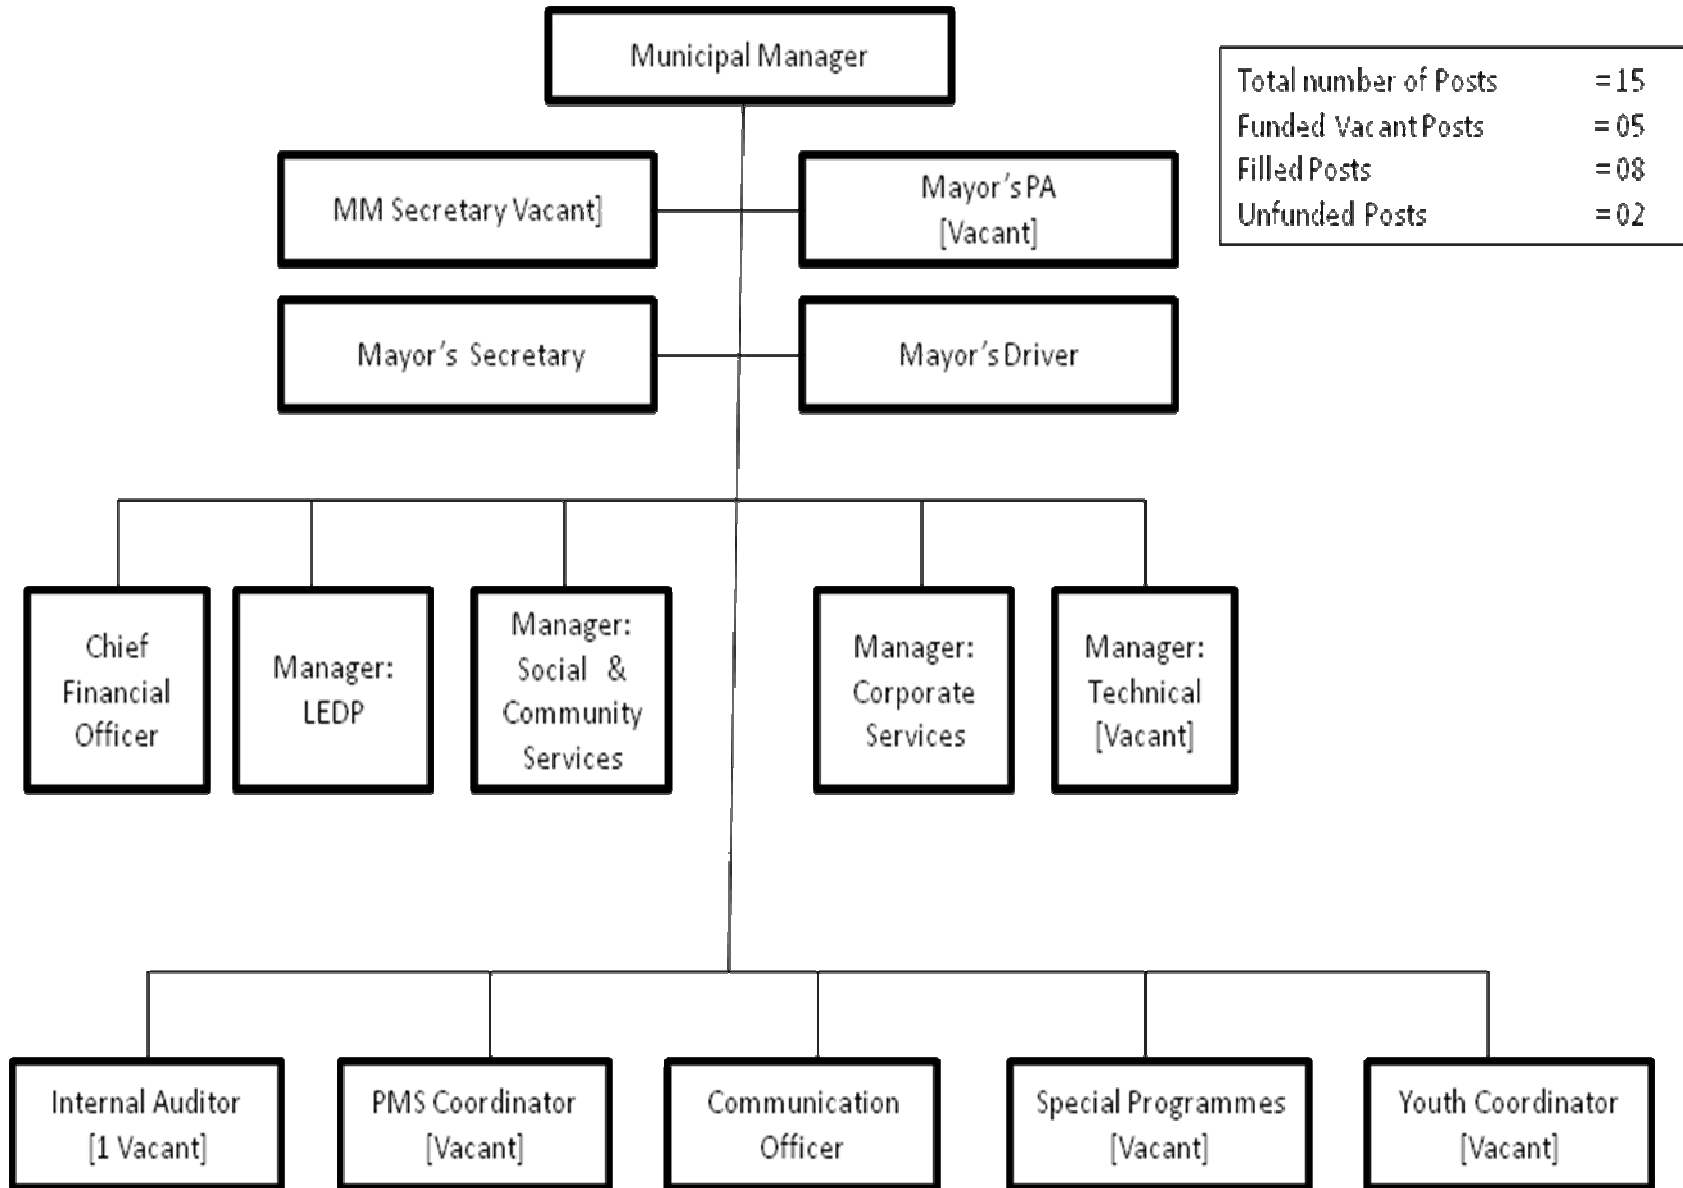 Municipal Manager
Total number of Posts = 15
Funded Vacant Posts = 05
Filled Posts = 08
Unfunded Posts = 02
MM Secretary Vacant]
Mayor's PA
[Vacant]
Mayor's Secretary
Mayor's Driver
Chief
Financial
Officer
Manager:
LEDP
Manager:
Social &
Community
Services
Manager:
Corporate
Services
Manager:
Technical
[Vacant]
Internal Auditor
[1 Vacant]
PMS Coordinator
[Vacant]
Communication
Officer
Special Programmes
[Vacant]
Youth Coordinator
[Vacant]